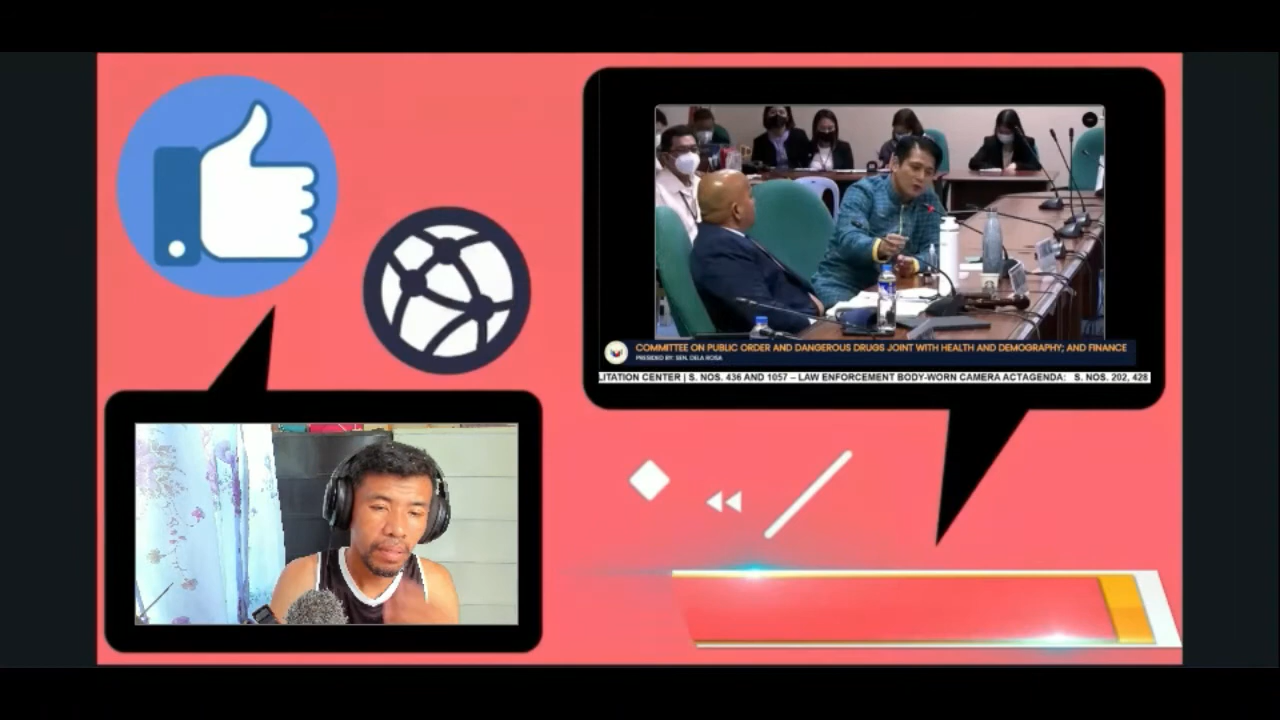 COMMITTEE ON PUBLIC ORDER AND DANGEROUS DRUGS JOINT WITH HEALTH AND DEMOGRAPHY; AND FINANCE
PRESIDED BY: SEN. DELA ROSA
LITATION CENTER | S. NOS. 436 AND 1057 – LAW ENFORCEMENT BODY-WORN CAMERA ACTAGENDA: S. NOS. 202, 428